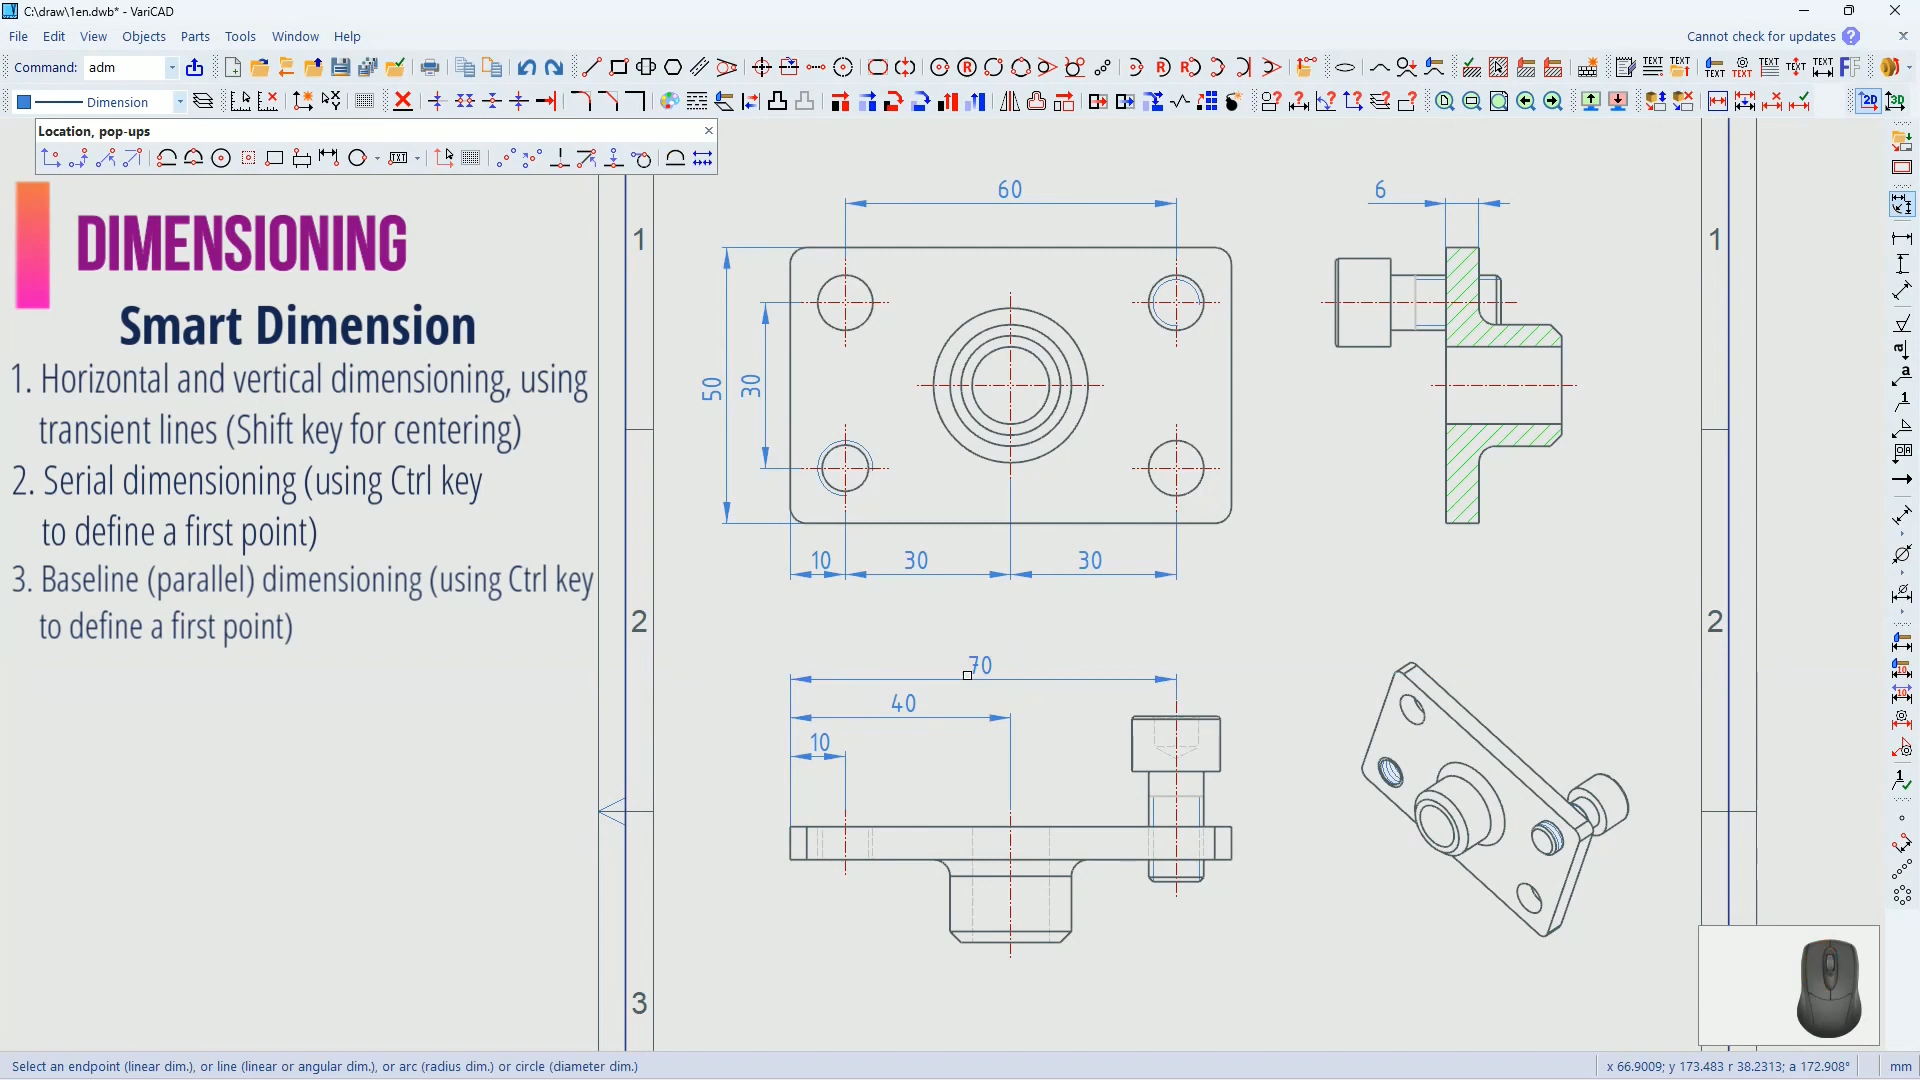 C:\draw\1en.dwb* - VariCAD
File Edit View Objects Parts Tools Window Help
Cannot check for updates ?
Command: adm
Dimension
2D 3D
Location, pop-ups
DIMENSIONING
Smart Dimension
1. Horizontal and vertical dimensioning, using
transient lines (Shift key for centering)
2. Serial dimensioning (using Ctrl key
to define a first point)
3. Baseline (parallel) dimensioning (using Ctrl key
to define a first point)
1
60
6
1
50
30
10
30
30
2
2
70
40
10
3
Select an endpoint (linear dim.), or line (linear or angular dim.), or arc (radius dim.) or circle (diameter dim.)
x 66.9009; y 173.483 r 38.2313; a 172.908°
mm